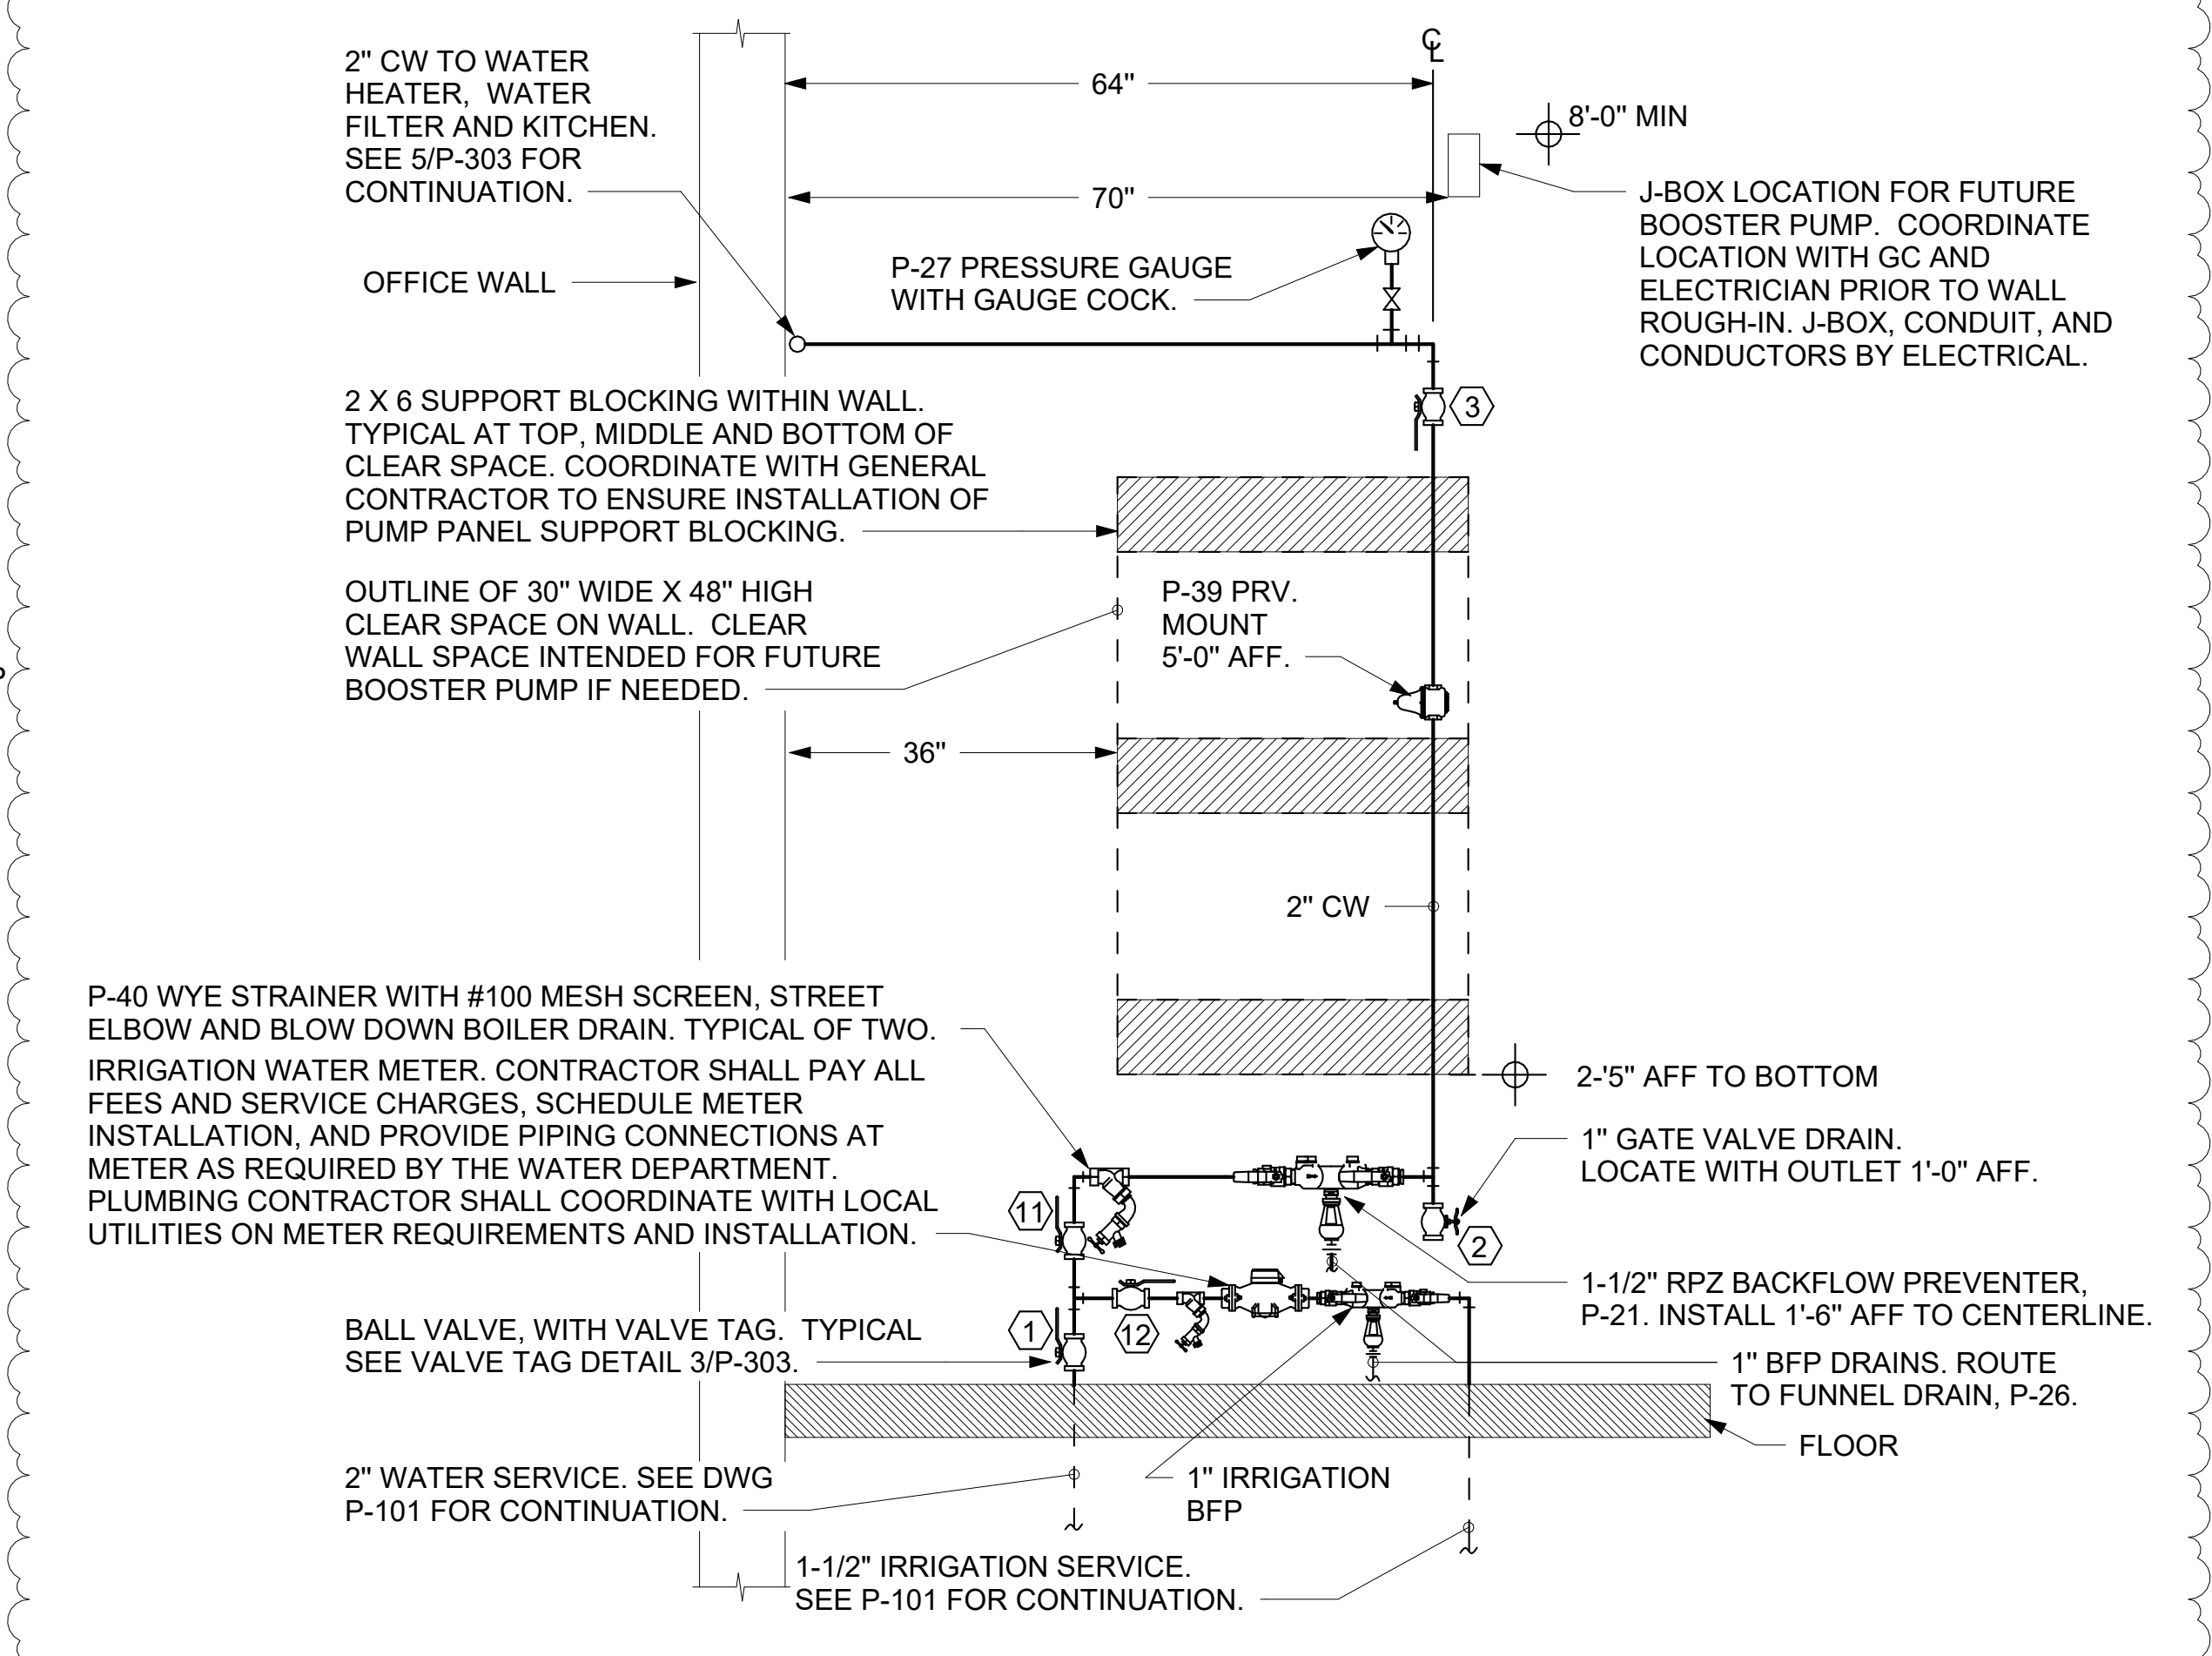 2" CW TO WATER
HEATER, WATER
FILTER AND KITCHEN.
SEE 5/P-303 FOR
CONTINUATION.
OFFICE WALL
64"
70"
℄
8'-0" MIN
J-BOX LOCATION FOR FUTURE
BOOSTER PUMP. COORDINATE
LOCATION WITH GC AND
ELECTRICIAN PRIOR TO WALL
ROUGH-IN. J-BOX, CONDUIT, AND
CONDUCTORS BY ELECTRICAL.
P-27 PRESSURE GAUGE
WITH GAUGE COCK.
3
2 X 6 SUPPORT BLOCKING WITHIN WALL.
TYPICAL AT TOP, MIDDLE AND BOTTOM OF
CLEAR SPACE. COORDINATE WITH GENERAL
CONTRACTOR TO ENSURE INSTALLATION OF
PUMP PANEL SUPPORT BLOCKING.
OUTLINE OF 30" WIDE X 48" HIGH
CLEAR SPACE ON WALL. CLEAR
WALL SPACE INTENDED FOR FUTURE
BOOSTER PUMP IF NEEDED.
P-39 PRV.
MOUNT
5'-0" AFF.
36"
2" CW
P-40 WYE STRAINER WITH #100 MESH SCREEN, STREET
ELBOW AND BLOW DOWN BOILER DRAIN. TYPICAL OF TWO.
IRRIGATION WATER METER. CONTRACTOR SHALL PAY ALL
FEES AND SERVICE CHARGES, SCHEDULE METER
INSTALLATION, AND PROVIDE PIPING CONNECTIONS AT
METER AS REQUIRED BY THE WATER DEPARTMENT.
PLUMBING CONTRACTOR SHALL COORDINATE WITH LOCAL
UTILITIES ON METER REQUIREMENTS AND INSTALLATION.
2-'5" AFF TO BOTTOM
1" GATE VALVE DRAIN.
LOCATE WITH OUTLET 1'-0" AFF.
11
2
1-1/2" RPZ BACKFLOW PREVENTER,
P-21. INSTALL 1'-6" AFF TO CENTERLINE.
BALL VALVE, WITH VALVE TAG. TYPICAL
SEE VALVE TAG DETAIL 3/P-303.
1
12
1" BFP DRAINS. ROUTE
TO FUNNEL DRAIN, P-26.
FLOOR
2" WATER SERVICE. SEE DWG
P-101 FOR CONTINUATION.
1" IRRIGATION
BFP
1-1/2" IRRIGATION SERVICE.
SEE P-101 FOR CONTINUATION.